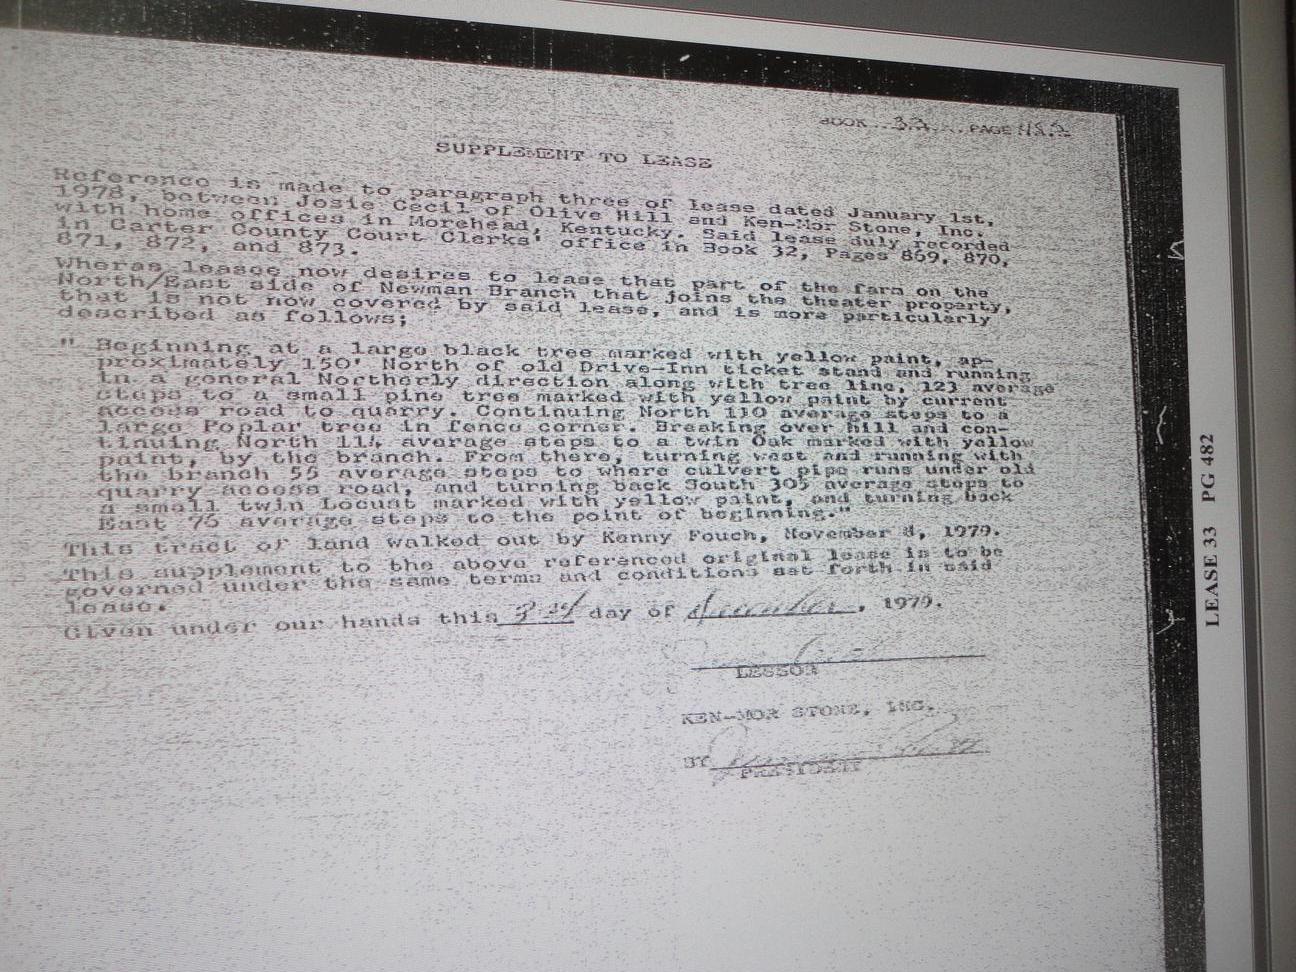 BOOK 33 PAGE 482
SUPPLEMENT TO LEASE
Reference is made to paragraph three of lease dated January 1st,
1978, between Josie Cecil of Olive Hill and Ken-Mor Stone, Inc.
with home offices in Morehead, Kentucky. Said lease duly recorded
in Carter County Court Clerks' office in Book 32, Pages 869, 870,
871, 872, and 873.
Wheras leasee now desires to lease that part of the farm on the
North/East side of Newman Branch that joins the theater property,
that is not now covered by said lease, and is more particularly
described as follows;
" Beginning at a large black tree marked with yellow paint, ap-
proximately 150' North of old Drive-Inn ticket stand and running
in a general Northerly direction along with tree line, 123 average
steps to a small pine tree marked with yellow paint by current
access road to quarry. Continuing North 110 average steps to a
large Poplar tree in fence corner. Breaking over hill and con-
tinuing North 114 average steps to a twin Oak marked with yellow
paint, by the branch. From there, turning west and running with
the branch 55 average steps to where culvert pipe runs under old
quarry access road, and turning back South 305 average steps to
a small twin Locust marked with yellow paint, and turning back
East 75 average steps to the point of beginning."
This tract of land walked out by Kenny Fouch, November 8, 1979.
This supplement to the above referenced original lease is to be
governed under the same terms and conditions set forth in said
lease.
Given under our hands this 3rd day of December, 1979.
LESSOR
KEN-MOR STONE, INC.
BY
PRESIDENT
LEASE 33 PG 482